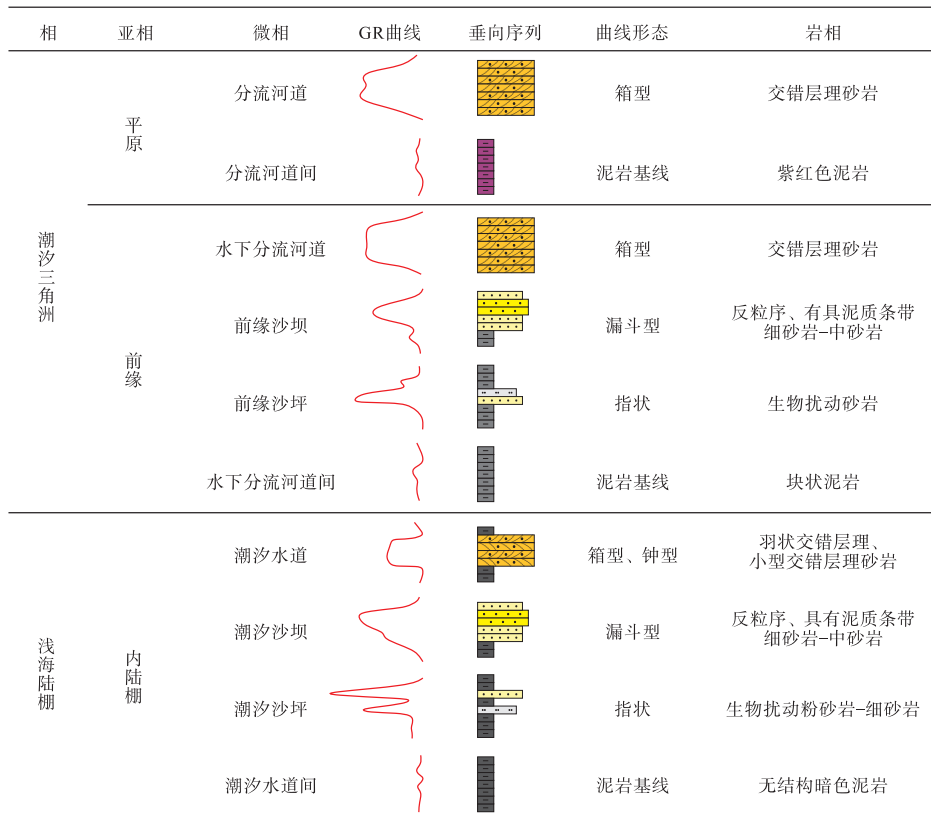 相 亚相 微相 GR曲线 垂向序列 曲线形态 岩相
潮汐三角洲
平原
分流河道 箱型 交错层理砂岩
分流河道间 泥岩基线 紫红色泥岩
前缘
水下分流河道 箱型 交错层理砂岩
前缘沙坝 漏斗型 反粒序、有具泥质条带
细砂岩–中砂岩
前缘沙坪 指状 生物扰动砂岩
水下分流河道间 泥岩基线 块状泥岩
浅海陆棚
内陆棚
潮汐水道 箱型、钟型 羽状交错层理、
小型交错层理砂岩
潮汐沙坝 漏斗型 反粒序、具有泥质条带
细砂岩–中砂岩
潮汐沙坪 指状 生物扰动粉砂岩–细砂岩
潮汐水道间 泥岩基线 无结构暗色泥岩